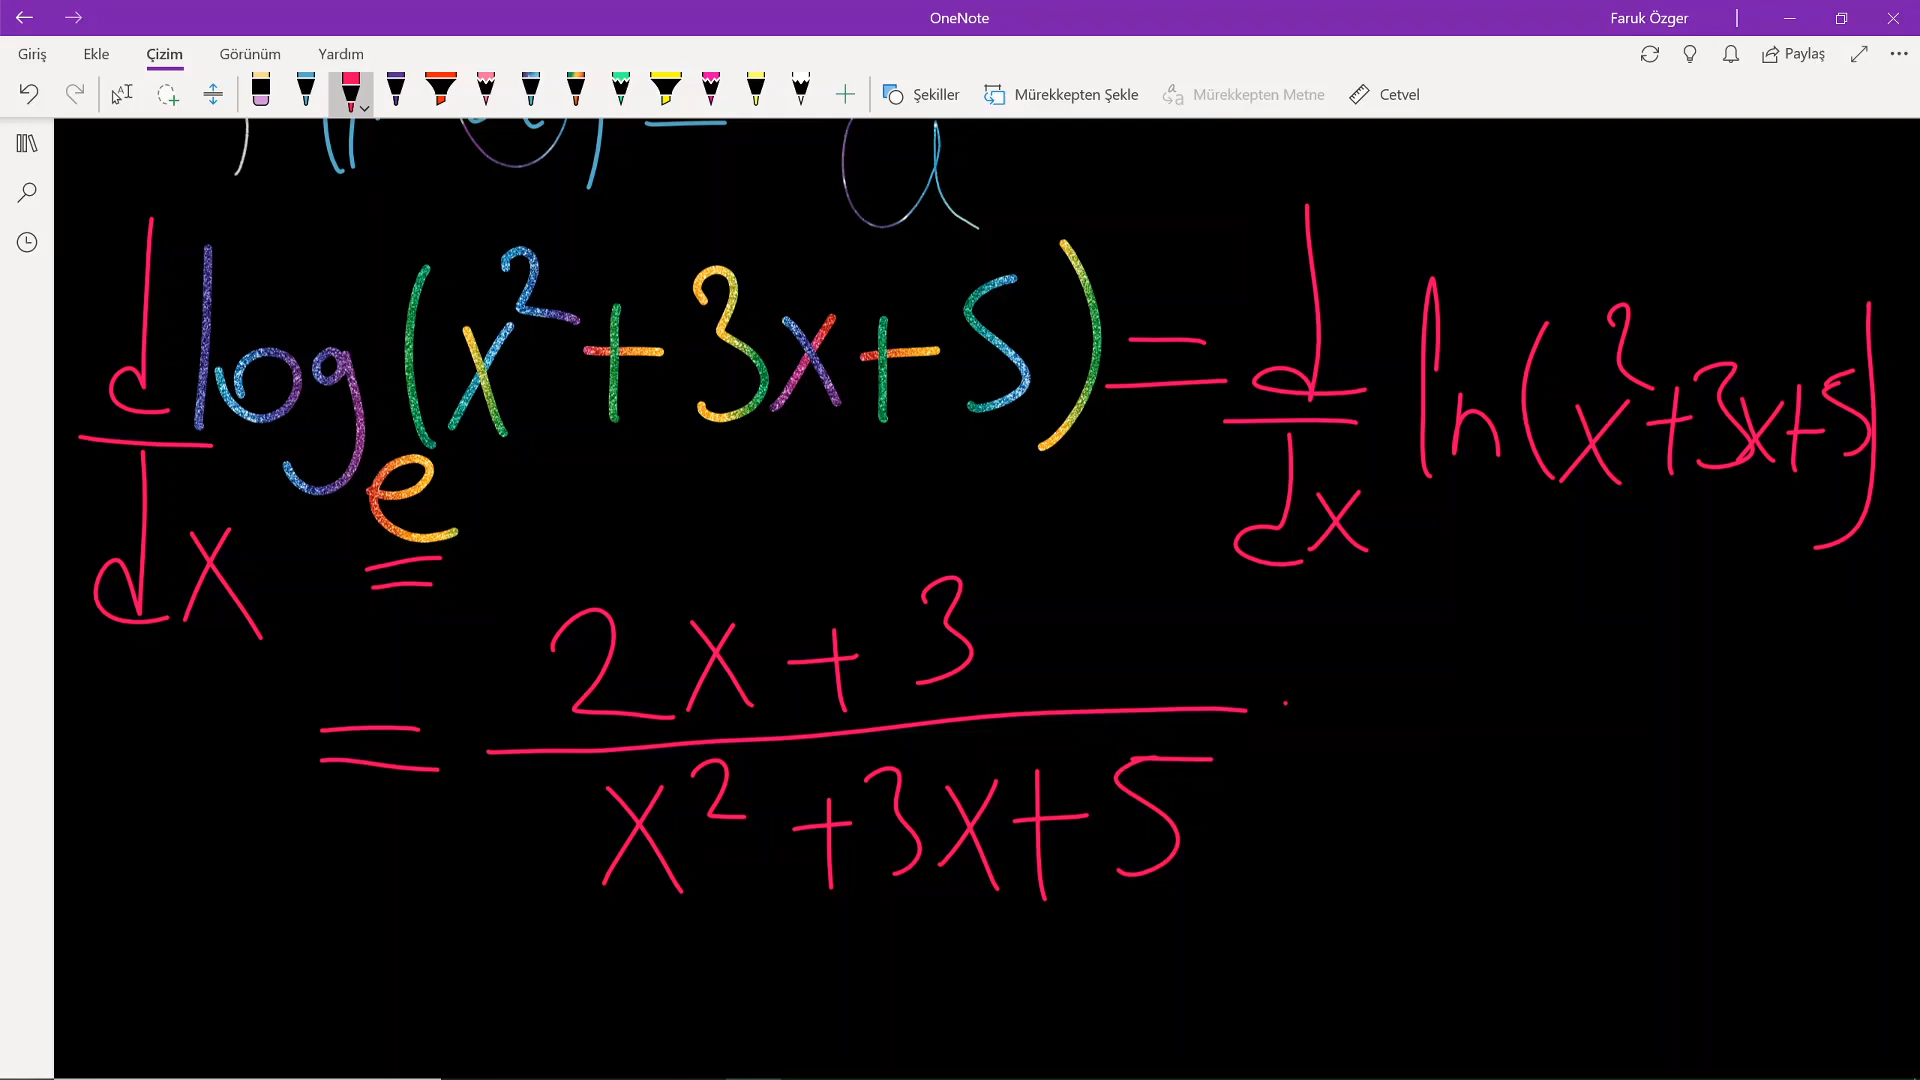 OneNote
Faruk Özger
Giriş Ekle Çizim Görünüm Yardım
Paylaş
Şekiller Mürekkepten Şekle Mürekkepten Metne Cetvel
d/dx log_e(x²+3x+5) = d/dx ln(x²+3x+5)
= (2x+3)/(x²+3x+5)